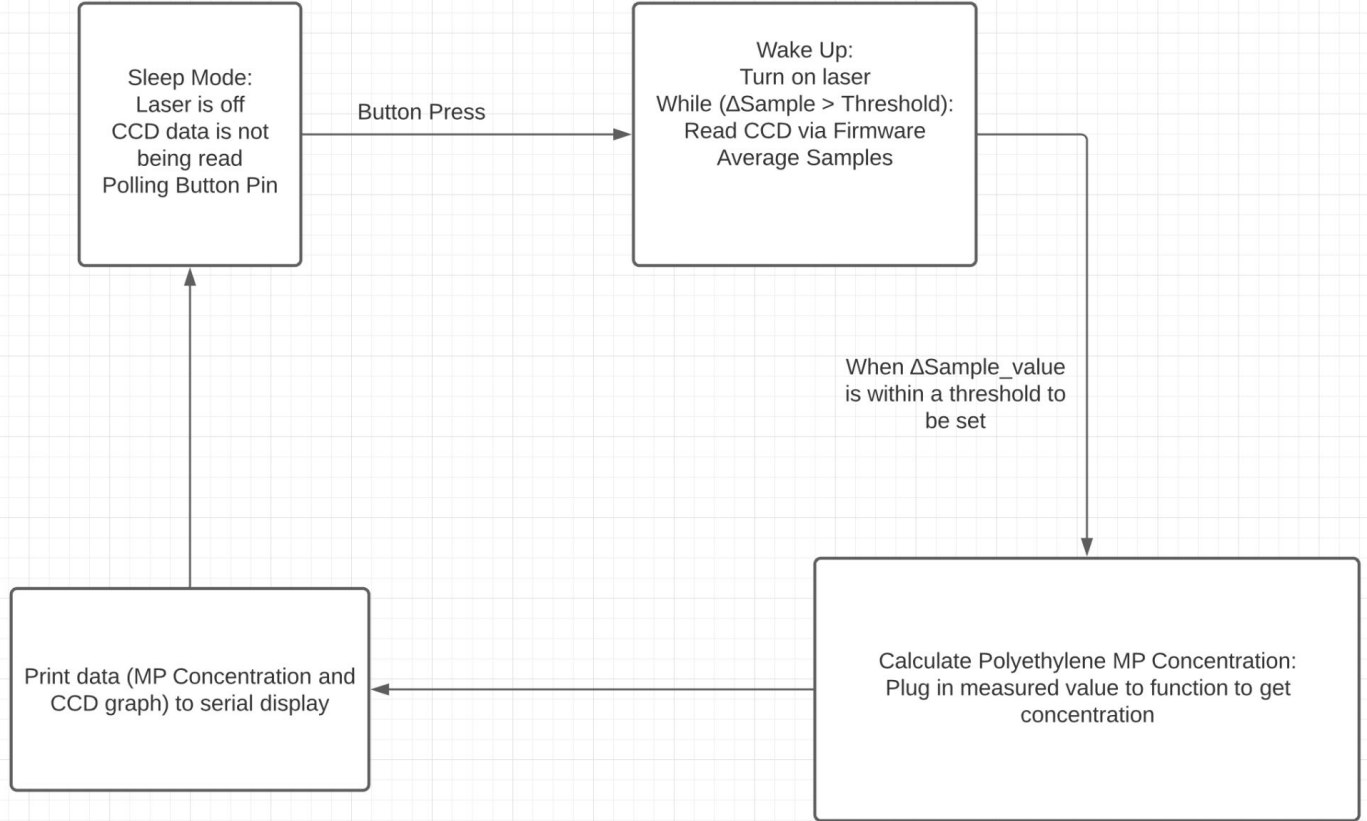 Sleep Mode:
Laser is off
CCD data is not
being read
Polling Button Pin
Button Press
Wake Up:
Turn on laser
While (ΔSample > Threshold):
Read CCD via Firmware
Average Samples
When ΔSample_value
is within a threshold to
be set
Calculate Polyethylene MP Concentration:
Plug in measured value to function to get
concentration
Print data (MP Concentration and
CCD graph) to serial display